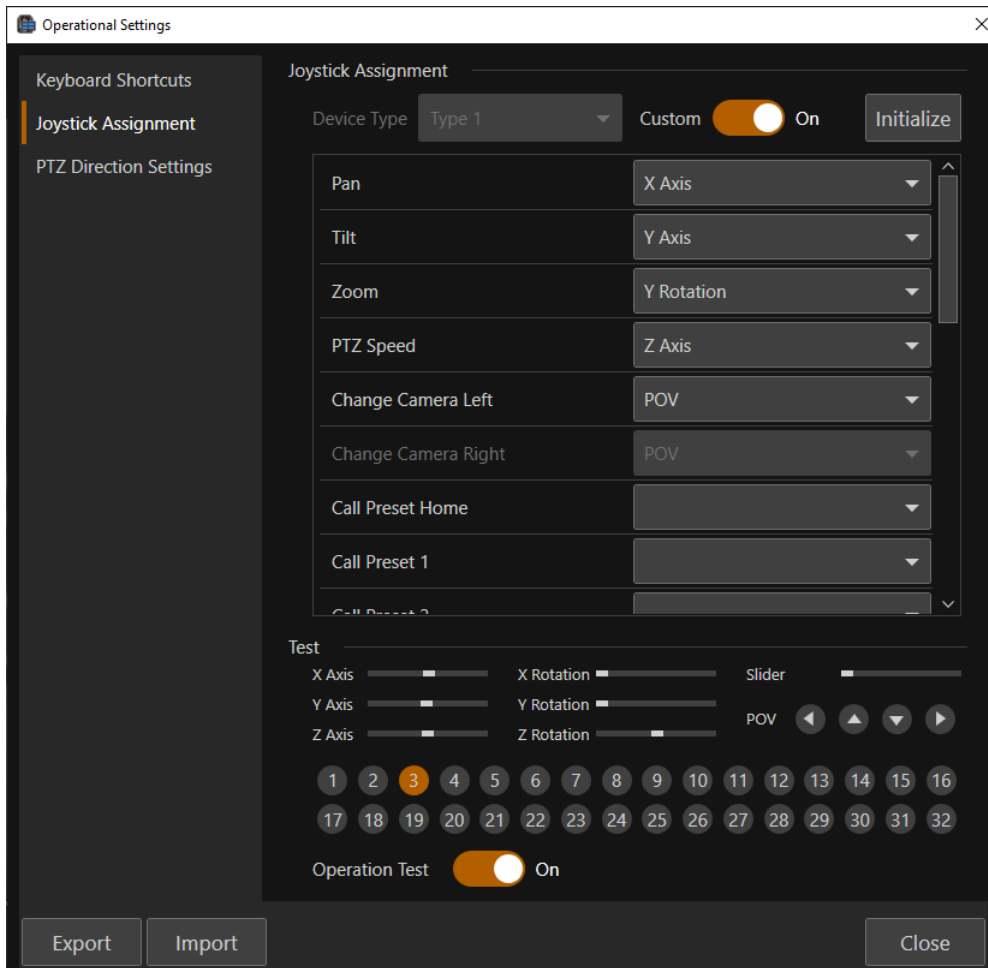 Operational Settings
Keyboard Shortcuts
Joystick Assignment
PTZ Direction Settings
Joystick Assignment
Device Type Type 1 Custom On Initialize
Pan X Axis
Tilt Y Axis
Zoom Y Rotation
PTZ Speed Z Axis
Change Camera Left POV
Change Camera Right POV
Call Preset Home
Call Preset 1
Call Preset 2
Test
X Axis X Rotation Slider
Y Axis Y Rotation
POV
Z Axis Z Rotation
1 2 3 4 5 6 7 8 9 10 11 12 13 14 15 16
17 18 19 20 21 22 23 24 25 26 27 28 29 30 31 32
Operation Test On
Export Import Close